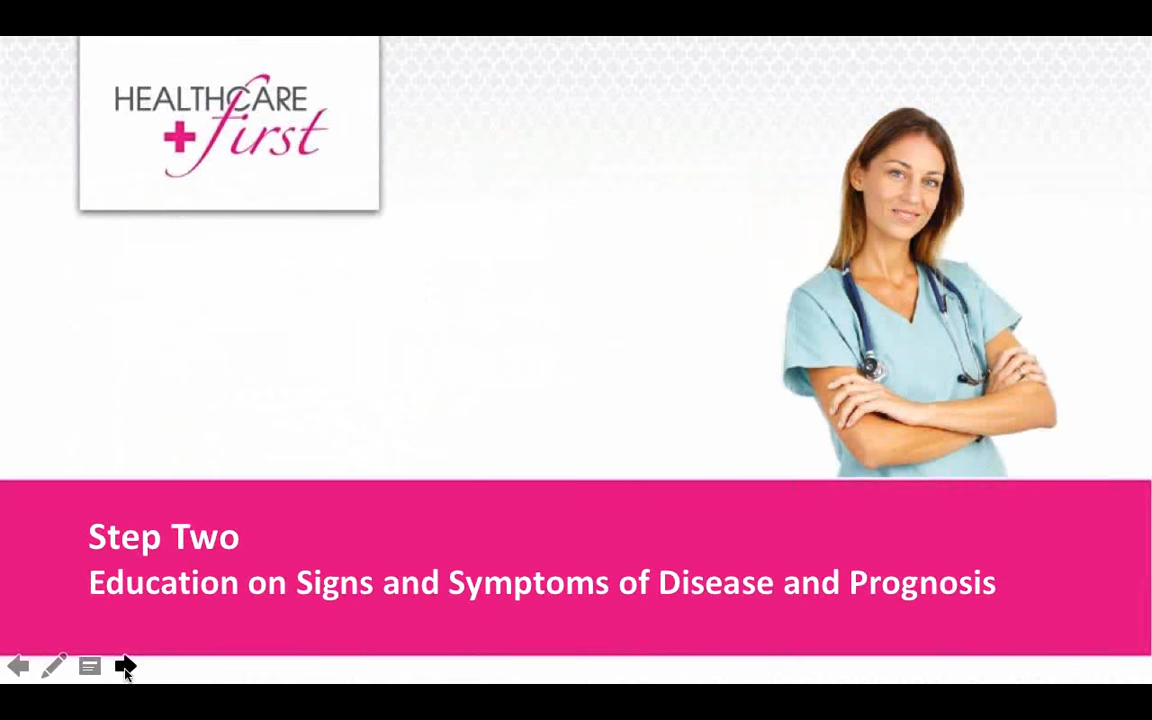 HEALTHCARE
first
Step Two
Education on Signs and Symptoms of Disease and Prognosis